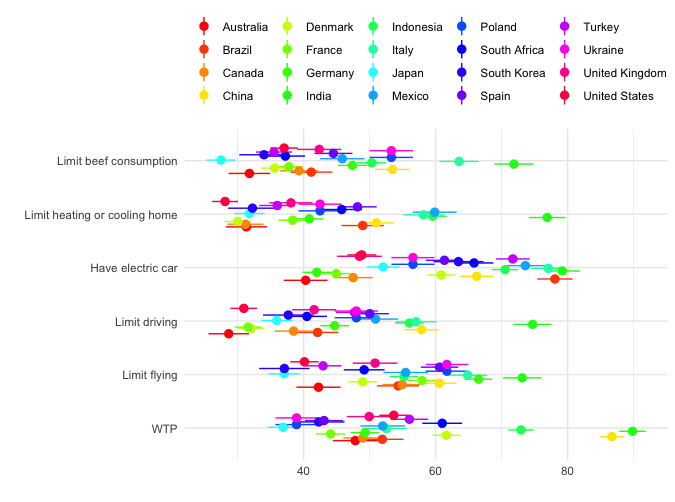 Australia Denmark Indonesia Poland Turkey
Brazil France Italy South Africa Ukraine
Canada Germany Japan South Korea United Kingdom
China India Mexico Spain United States
Limit beef consumption
Limit heating or cooling home
Have electric car
Limit driving
Limit flying
WTP
40 60 80